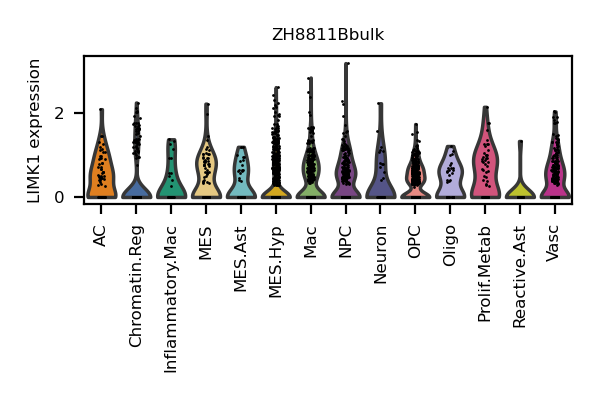 ZH8811Bbulk
LIMK1 expression
2
0
AC
Chromatin.Reg
Inflammatory.Mac
MES
MES.Ast
MES.Hyp
Mac
NPC
Neuron
OPC
Oligo
Prolif.Metab
Reactive.Ast
Vasc